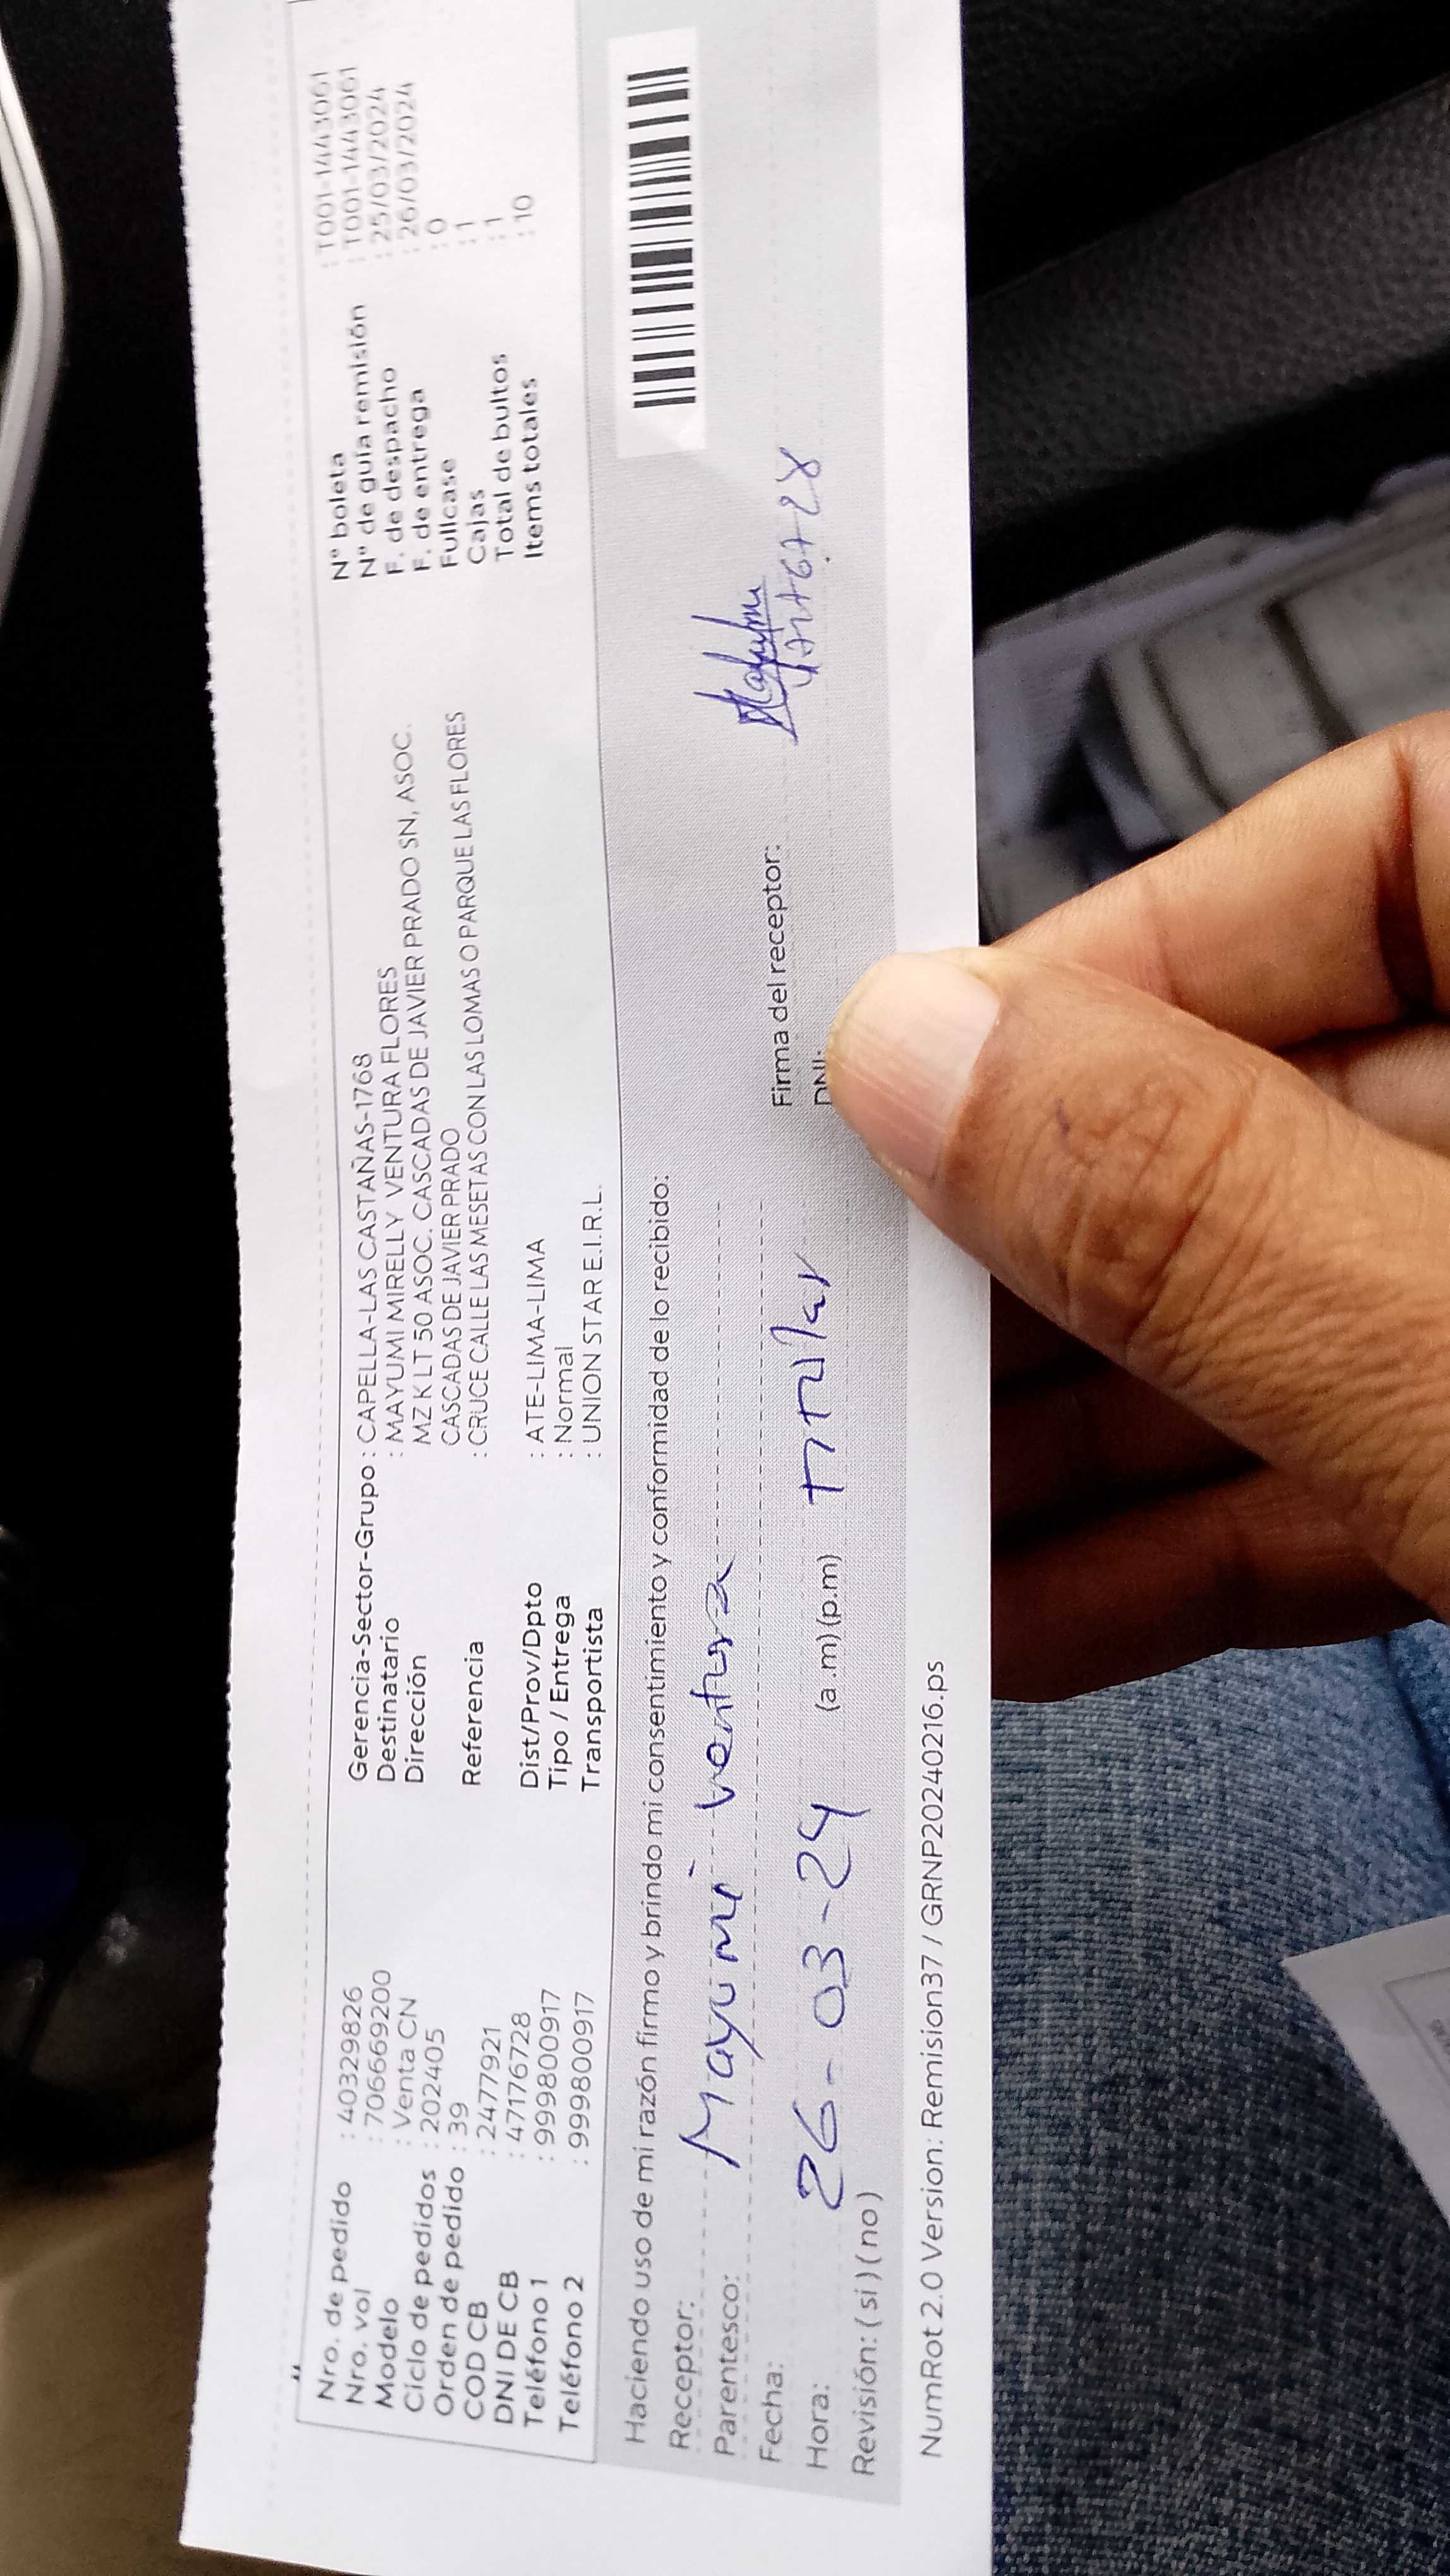 Nro. de pedido : 40329826
Nro. vol : 706669200
Modelo : Venta CN
Ciclo de pedidos : 202405
Orden de pedido : 39
COD CB : 2477921
DNI DE CB : 47176728
Teléfono 1 : 999800917
Teléfono 2 : 999800917
Gerencia-Sector-Grupo : CAPELLA-LAS CASTAÑAS-1768
Destinatario : MAYUMI MIRELLY VENTURA FLORES
Dirección MZ K LT 50 ASOC. CASCADAS DE JAVIER PRADO SN, ASOC.
CASCADAS DE JAVIER PRADO
Referencia : CRUCE CALLE LAS MESETAS CON LAS LOMAS O PARQUE LAS FLORES
Dist/Prov/Dpto : ATE-LIMA-LIMA
Tipo / Entrega : Normal
Transportista : UNION STAR E.I.R.L.
N° boleta : T001-1443061
N° de guía remisión : T001-1443061
F. de despacho : 25/03/2024
F. de entrega : 26/03/2024
Fullcase : 0
Cajas : 1
Total de bultos : 1
Items totales : 10
Haciendo uso de mi razón firmo y brindo mi consentimiento y conformidad de lo recibido:
Receptor: Mayumi ventura
Parentesco:
Fecha:
Hora: 26-03-24 (a.m)(p.m) titular
Revisión: (si)(no)
Firma del receptor:
DNI: 47176728
NumRot 2.0 Version: Remision37 / GRNP20240216.ps